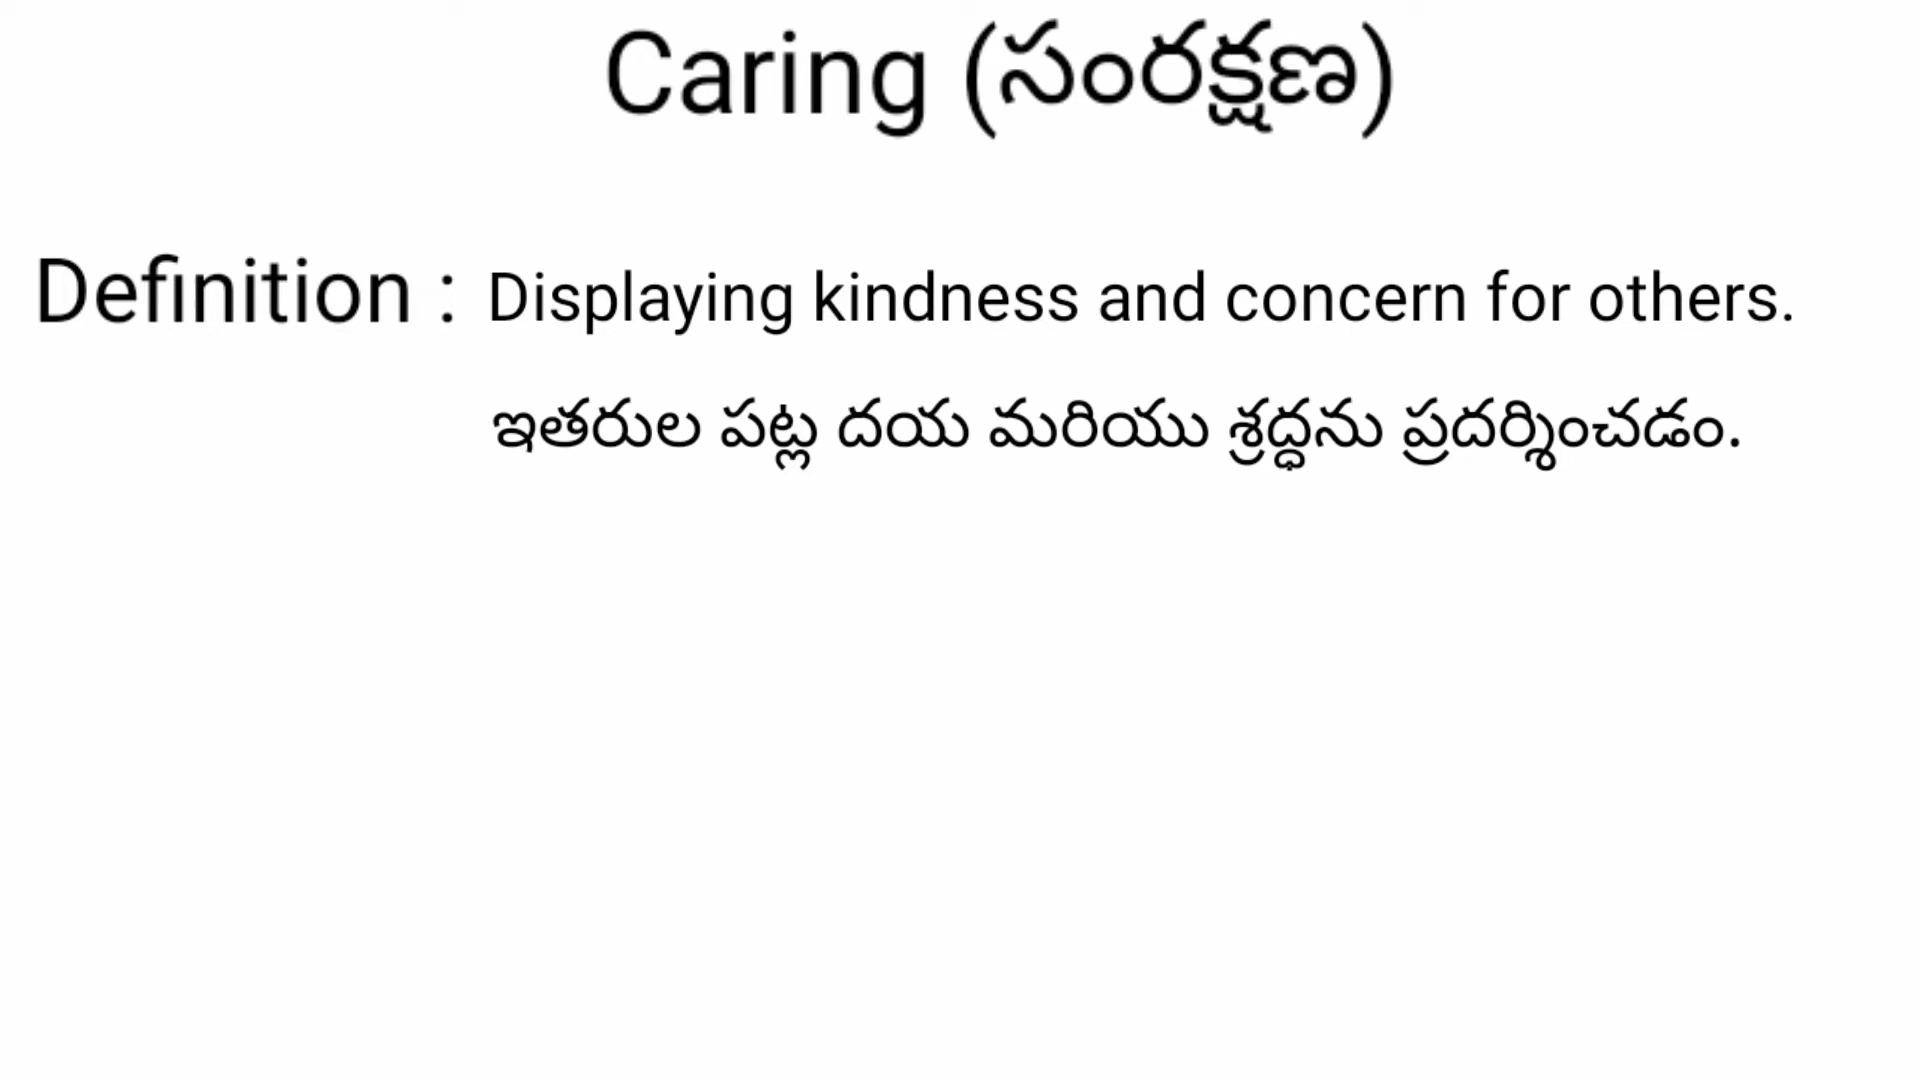 Caring (సంరక్షణ)
Definition : Displaying kindness and concern for others.
ఇతరుల పట్ల దయ మరియు శ్రద్ధను ప్రదర్శించడం.